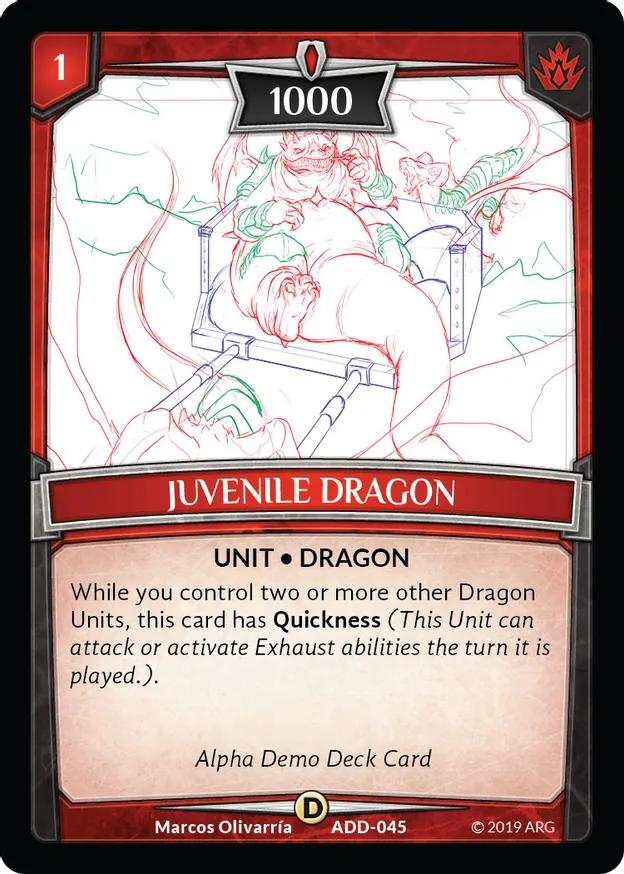 1
1000
JUVENILE DRAGON
UNIT • DRAGON
While you control two or more other Dragon
Units, this card has Quickness (This Unit can
attack or activate Exhaust abilities the turn it is
played.).
Alpha Demo Deck Card
D
Marcos Olivarría ADD-045 © 2019 ARG